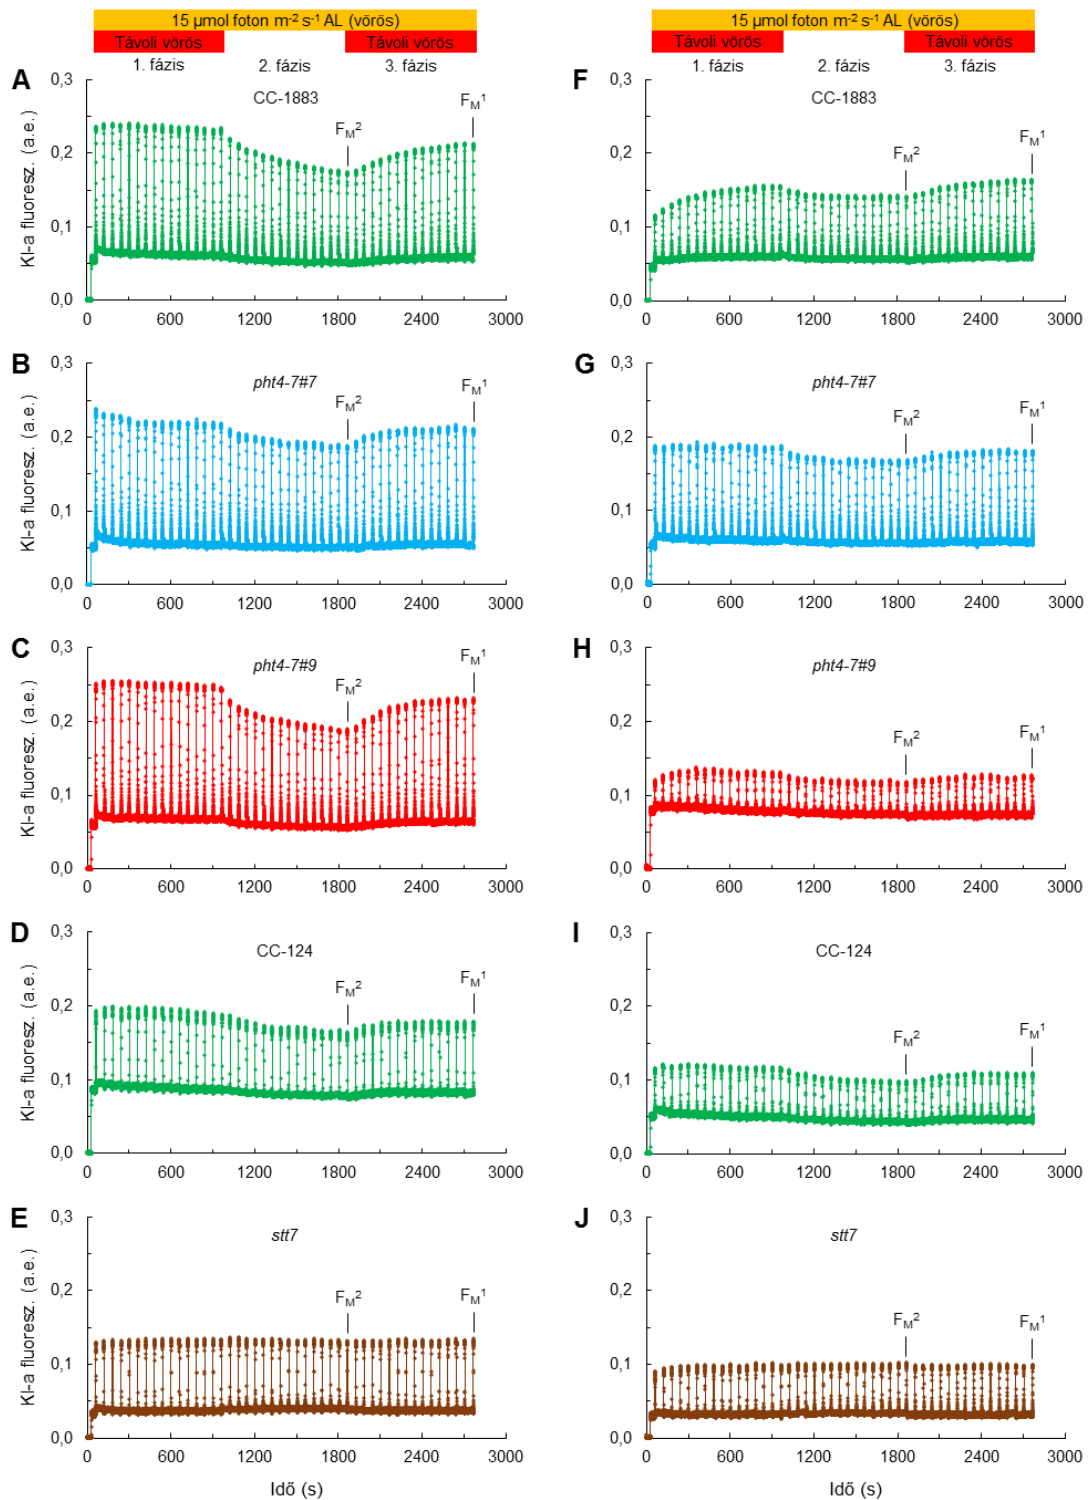 15 µmol foton m-2 s-1 AL (vörös)
Távoli vörös
Távoli vörös
1. fázis
2. fázis
3. fázis
A
CC-1883
FM2
FM1
Kl-a fluoresz. (a.e.)
0,3
0,2
0,1
0,0
0 600 1200 1800 2400 3000
B
pht4-7#7
FM2
FM1
Kl-a fluoresz. (a.e.)
0,3
0,2
0,1
0,0
0 600 1200 1800 2400 3000
C
pht4-7#9
FM2
FM1
Kl-a fluoresz. (a.e.)
0,3
0,2
0,1
0,0
0 600 1200 1800 2400 3000
D
CC-124
FM2
FM1
Kl-a fluoresz. (a.e.)
0,3
0,2
0,1
0,0
0 600 1200 1800 2400 3000
E
stt7
FM2
FM1
Kl-a fluoresz. (a.e.)
0,3
0,2
0,1
0,0
0 600 1200 1800 2400 3000
Idő (s)
15 µmol foton m-2 s-1 AL (vörös)
Távoli vörös
Távoli vörös
1. fázis
2. fázis
3. fázis
F
CC-1883
FM2
FM1
0,3
0,2
0,1
0,0
0 600 1200 1800 2400 3000
G
pht4-7#7
FM2
FM1
0,3
0,2
0,1
0,0
0 600 1200 1800 2400 3000
H
pht4-7#9
FM2
FM1
0,3
0,2
0,1
0,0
0 600 1200 1800 2400 3000
I
CC-124
FM2
FM1
0,3
0,2
0,1
0,0
0 600 1200 1800 2400 3000
J
stt7
FM2
FM1
0,3
0,2
0,1
0,0
0 600 1200 1800 2400 3000
Idő (s)